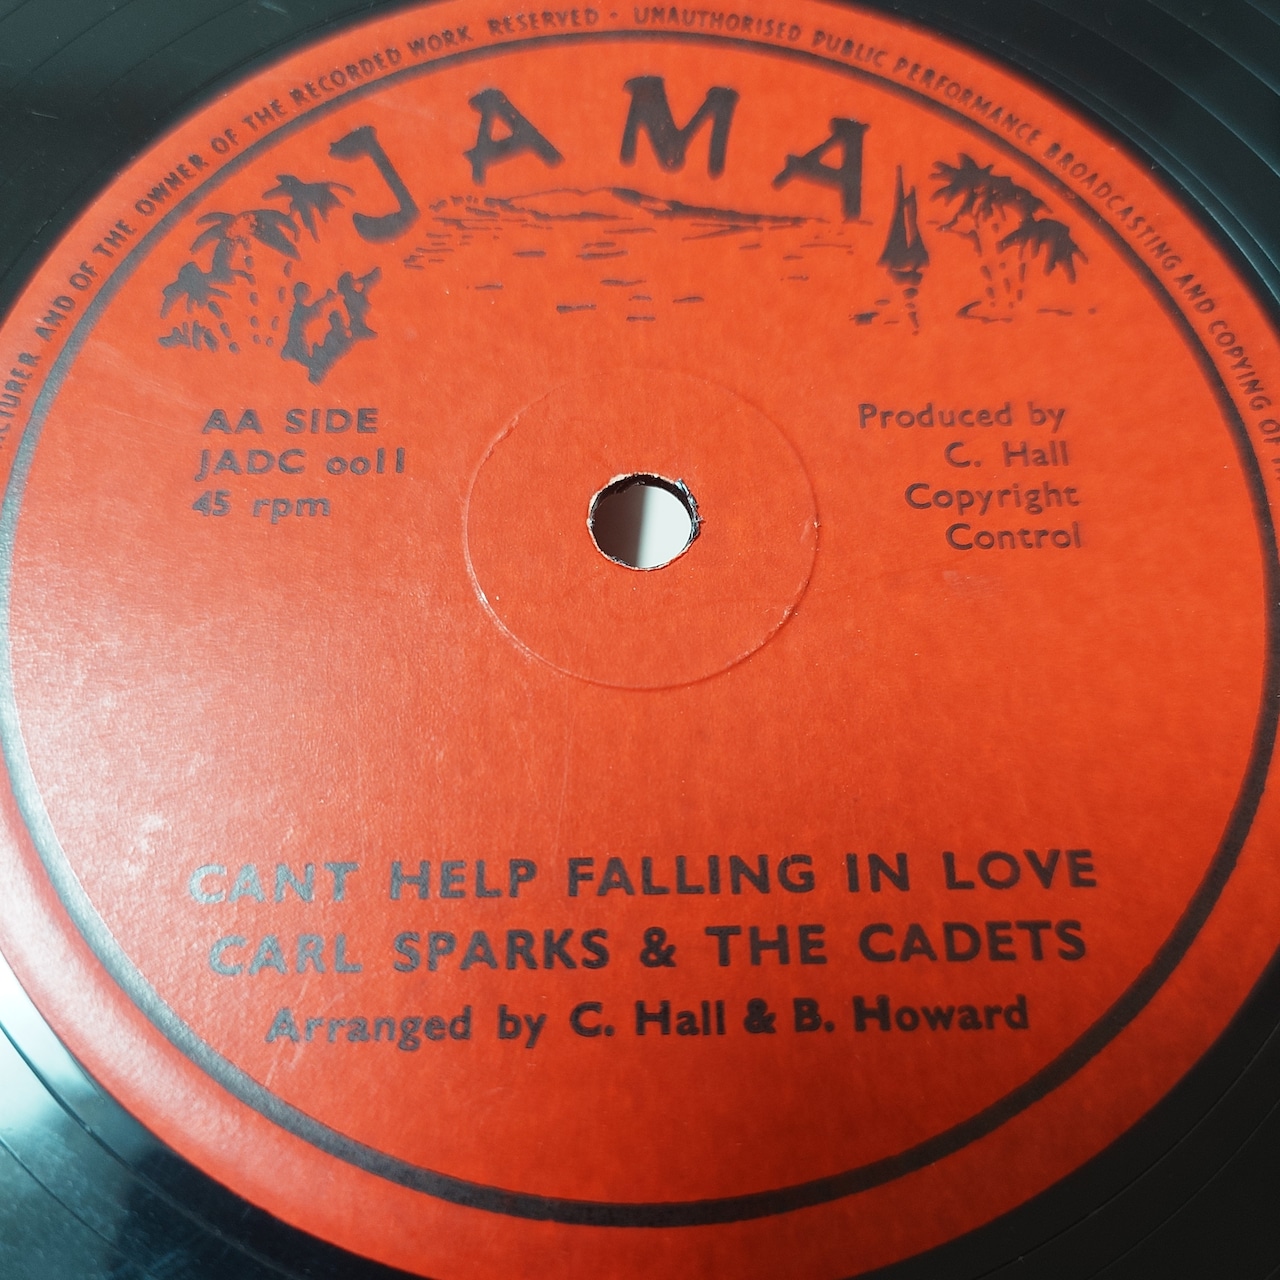 ACTURER AND OF THE OWNER OF THE RECORDED WORK RESERVED · UNAUTHORISED PUBLIC PERFORMANCE BROADCASTING AND COPYING OF
JAMA
AA SIDE
JADC 0011
45 rpm
Produced by
C. Hall
Copyright
Control
CANT HELP FALLING IN LOVE
CARL SPARKS & THE CADETS
Arranged by C. Hall & B. Howard